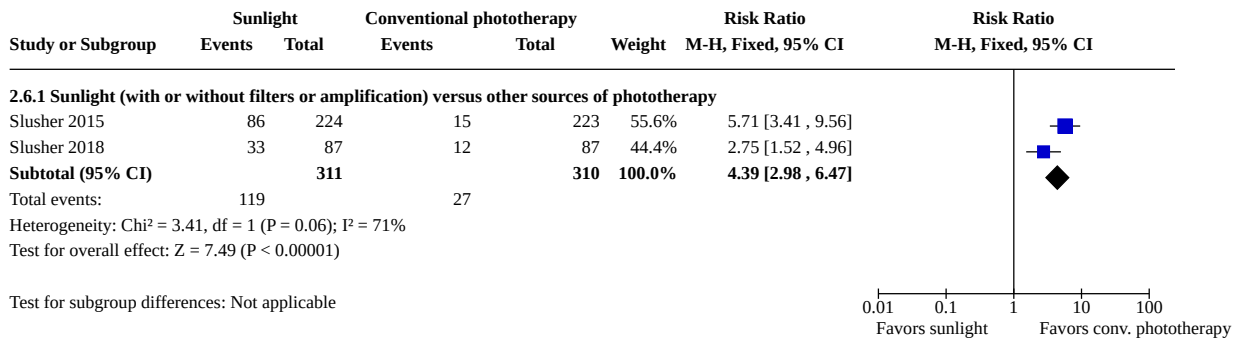 Sunlight Conventional phototherapy Risk Ratio Risk Ratio
Study or Subgroup Events Total Events Total Weight M-H, Fixed, 95% CI M-H, Fixed, 95% CI
2.6.1 Sunlight (with or without filters or amplification) versus other sources of phototherapy
Slusher 2015 86 224 15 223 55.6% 5.71 [3.41 , 9.56]
Slusher 2018 33 87 12 87 44.4% 2.75 [1.52 , 4.96]
Subtotal (95% CI) 311 310 100.0% 4.39 [2.98 , 6.47]
Total events: 119 27
Heterogeneity: Chi² = 3.41, df = 1 (P = 0.06); I² = 71%
Test for overall effect: Z = 7.49 (P < 0.00001)
Test for subgroup differences: Not applicable
0.01 0.1 1 10 100
Favors sunlight Favors conv. phototherapy